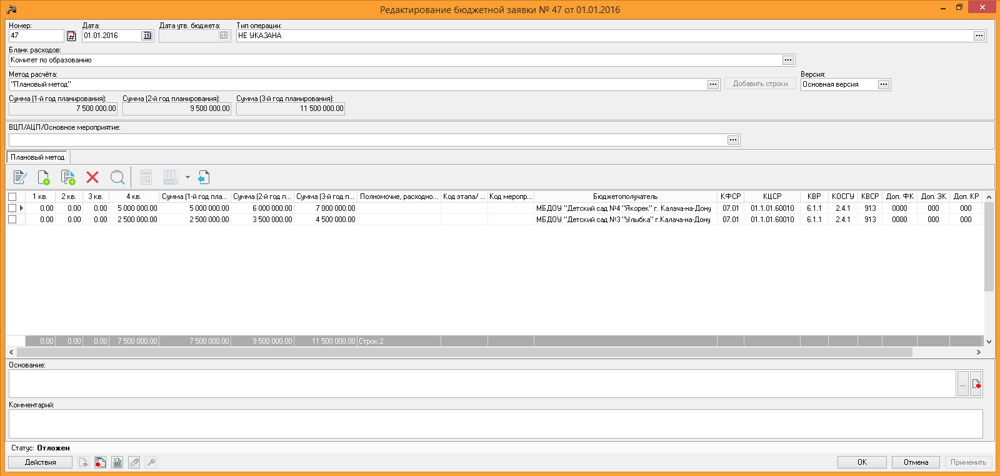 Редактирование бюджетной заявки № 47 от 01.01.2016
Номер: Дата: Дата утв. бюджета: Тип операции:
47 01.01.2016 15 15 НЕ УКАЗАНА ...
Бланк расходов:
Комитет по образованию ...
Метод расчёта: Версия:
"Плановый метод" ... Добавить строки Основная версия ...
Сумма (1-й год планирования): Сумма (2-й год планирования): Сумма (3-й год планирования):
7 500 000.00 9 500 000.00 11 500 000.00
ВЦП/АЦП/Основное мероприятие:
...
Плановый метод
1 кв. 2 кв. 3 кв. 4 кв. Сумма (1-й год пла... Сумма (2-й год п... Сумма (3-й год п... Полномочие, расходно... Код этапа/ ... Код меропр... Бюджетополучатель КФСР КЦСР КВР КОСГУ КВСР Доп. ФК Доп. ЭК Доп. КР
0.00 0.00 0.00 5 000 000.00 5 000 000.00 6 000 000.00 7 000 000.00 МБДОУ "Детский сад №4 "Якорек" г. Калача-на-Дону 07.01 01.1.01.60010 6.1.1 2.4.1 913 0000 000 000
0.00 0.00 0.00 2 500 000.00 2 500 000.00 3 500 000.00 4 500 000.00 МБДОУ "Детский сад №3 "Улыбка" г.Калача-на-Дону 07.01 01.1.01.60010 6.1.1 2.4.1 913 0000 000 000
0.00 0.00 0.00 7 500 000.00 7 500 000.00 9 500 000.00 11 500 000.00 Строк:2
Основание:
...
Комментарий:
Статус: Отложен
Действия OK Отмена Применить